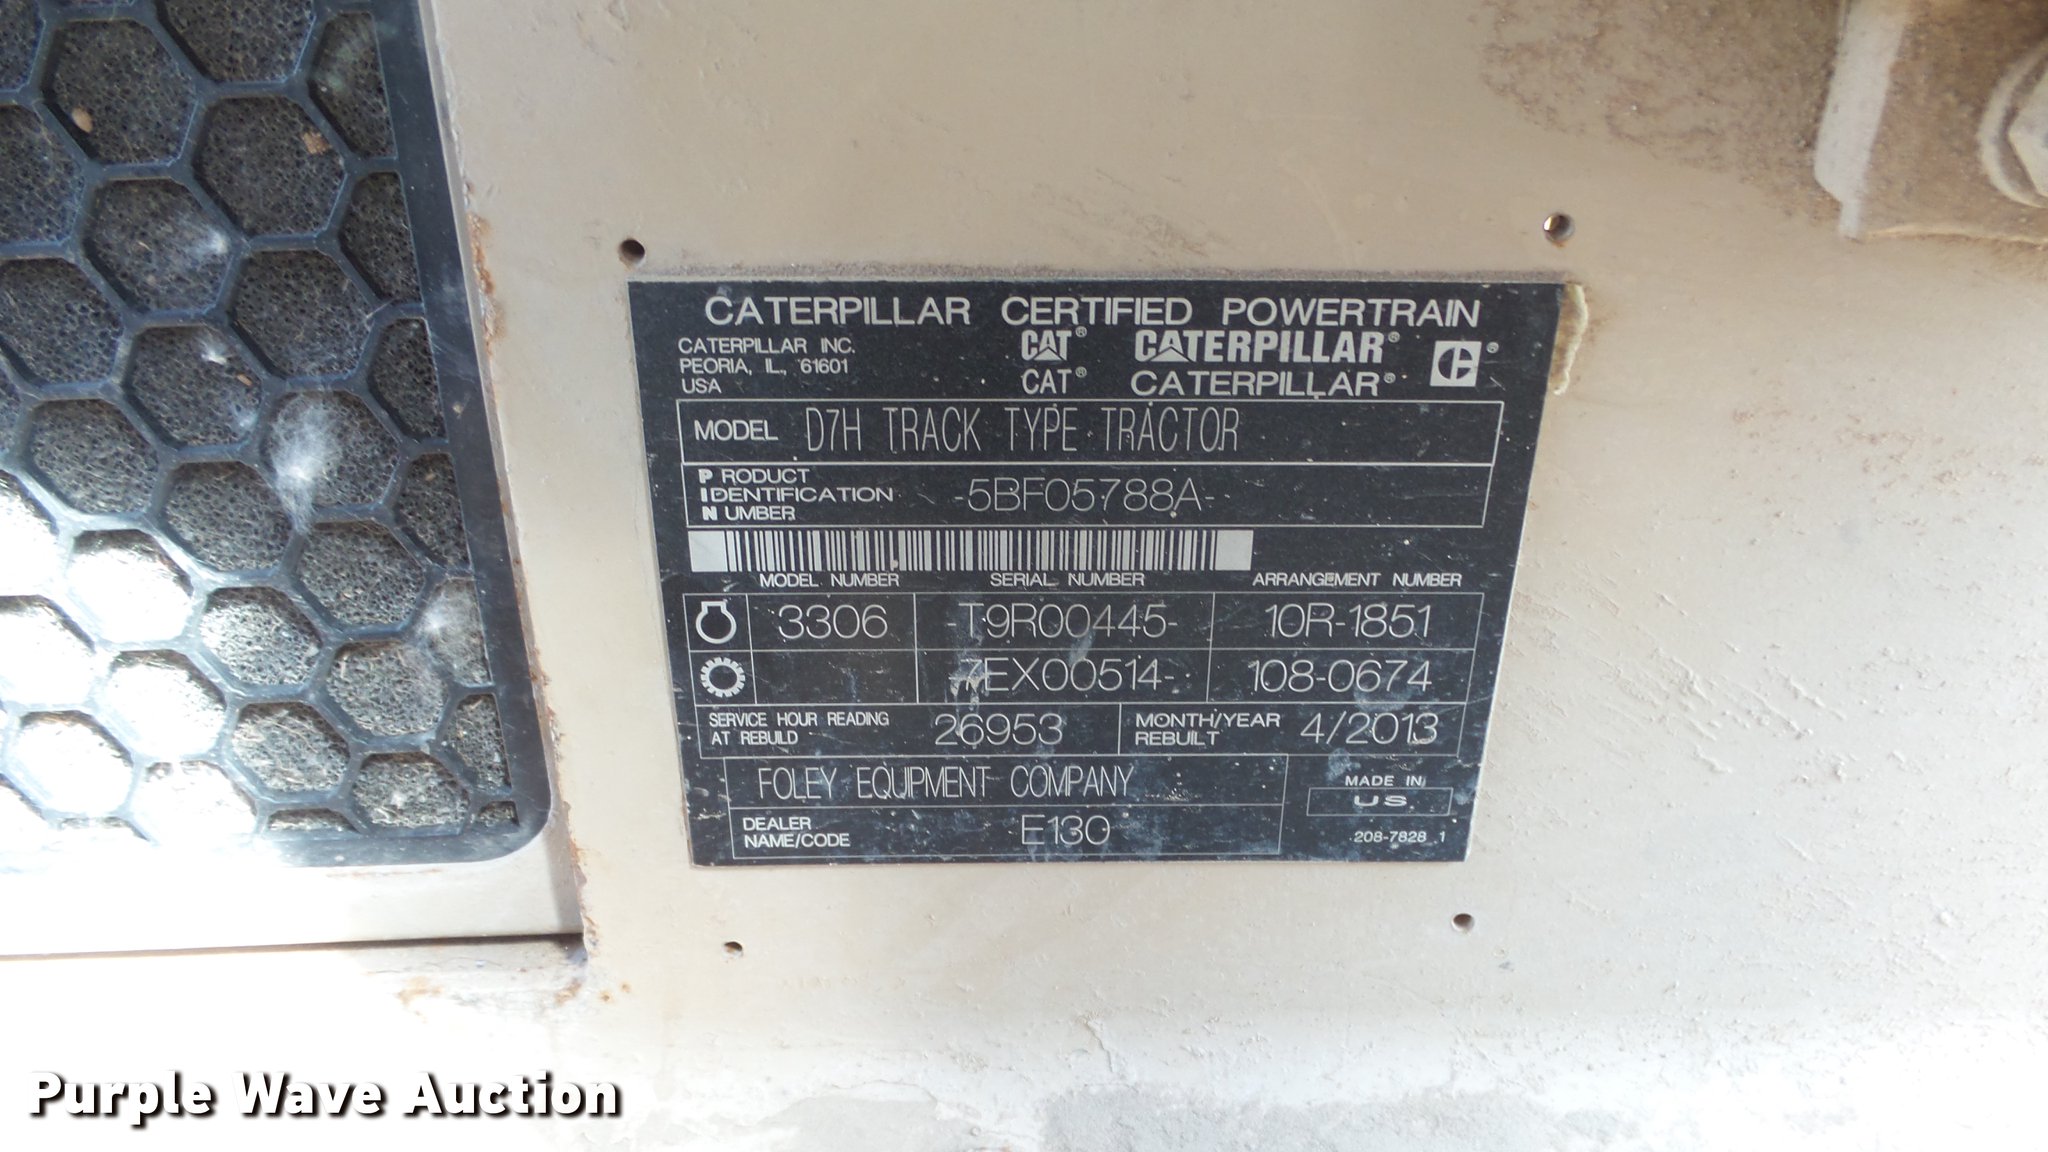 CATERPILLAR CERTIFIED POWERTRAIN
CATERPILLAR INC.
PEORIA, IL, 61601
USA
CAT® CATERPILLAR®
CAT® CATERPILLAR®
MODEL D7H TRACK TYPE TRACTOR
PRODUCT
IDENTIFICATION
NUMBER
-5BF05788A-
MODEL NUMBER SERIAL NUMBER ARRANGEMENT NUMBER
3306 -T9R00445- 10R-1851
-7EX00514- 108-0674
SERVICE HOUR READING
AT REBUILD
26953
MONTH/YEAR
REBUILT
4/2013
FOLEY EQUIPMENT COMPANY
DEALER
NAME/CODE
E130
MADE IN
US
208-7828 1
Purple Wave Auction